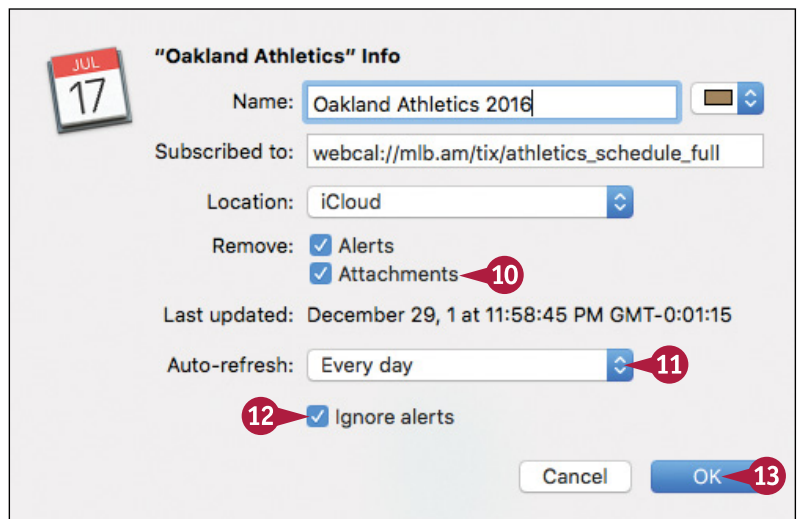 JUL
17
“Oakland Athletics” Info
Name: Oakland Athletics 2016
Subscribed to: webcal://mlb.am/tix/athletics_schedule_full
Location: iCloud
Remove: Alerts
Attachments 10
Last updated: December 29, 1 at 11:58:45 PM GMT-0:01:15
Auto-refresh: Every day 11
12 Ignore alerts
Cancel OK 13